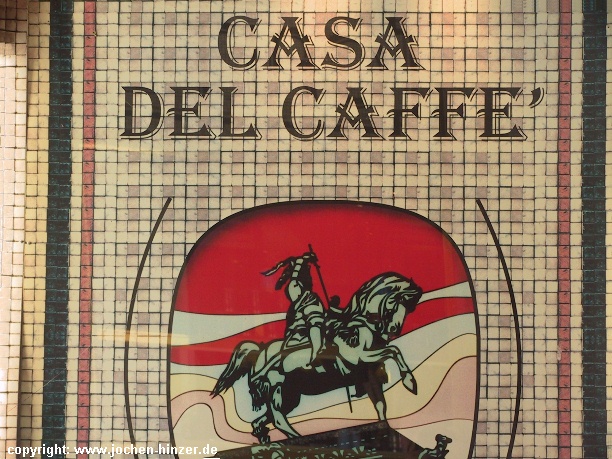 CASA
DEL CAFFE'
copyright: www.jochen-hinzer.de